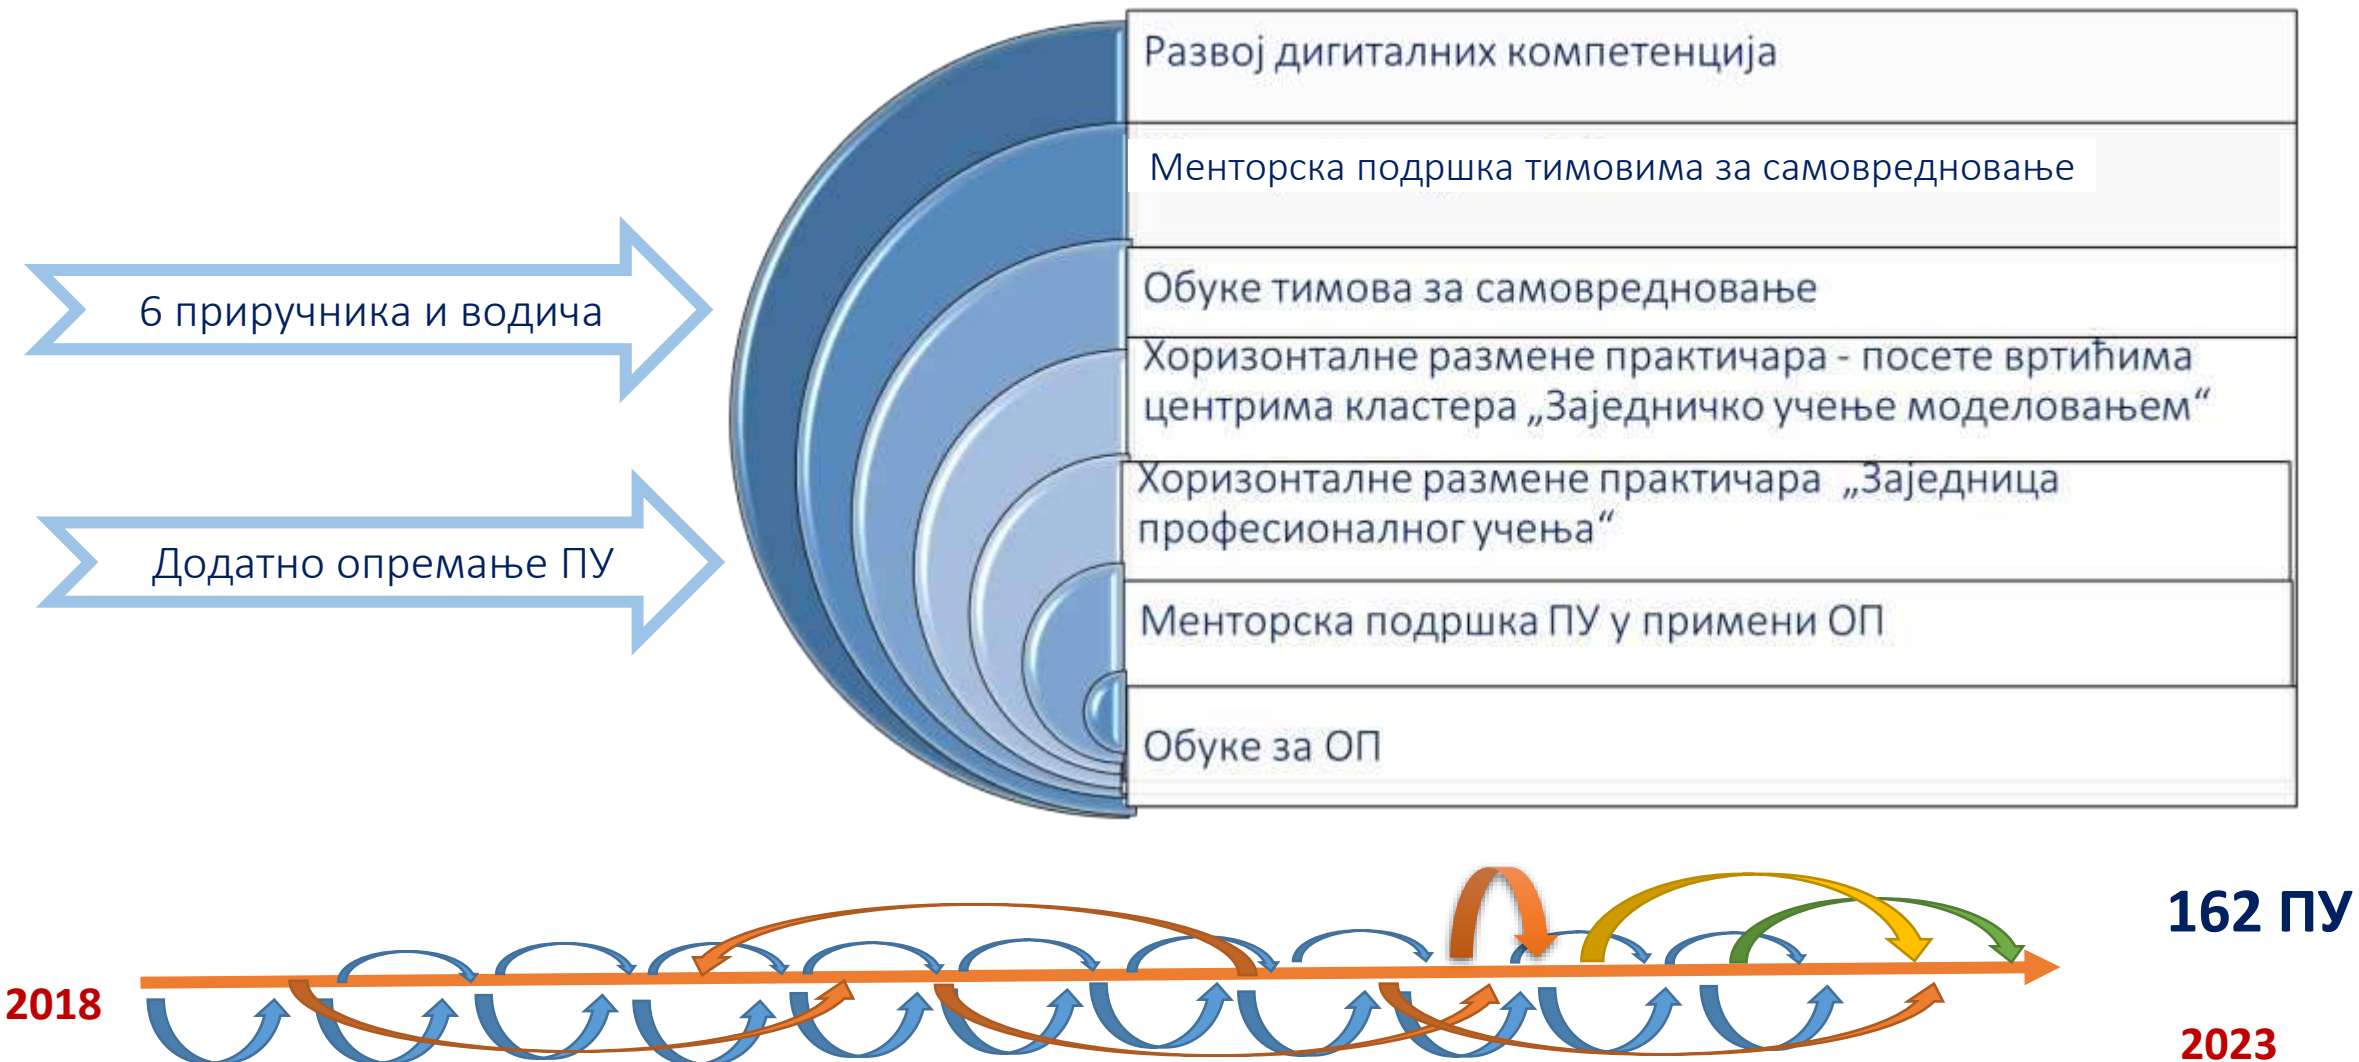 Развој дигиталних компетенција
Менторска подршка тимовима за самовредновање
Обуке тимова за самовредновање
Хоризонталне размене практичара - посете вртићима
центрима кластера „Заједничко учење моделовањем“
Хоризонталне размене практичара „Заједница
професионалног учења“
Менторска подршка ПУ у примени ОП
Обуке за ОП
6 приручника и водича
Додатно опремање ПУ
162 ПУ
2018
2023